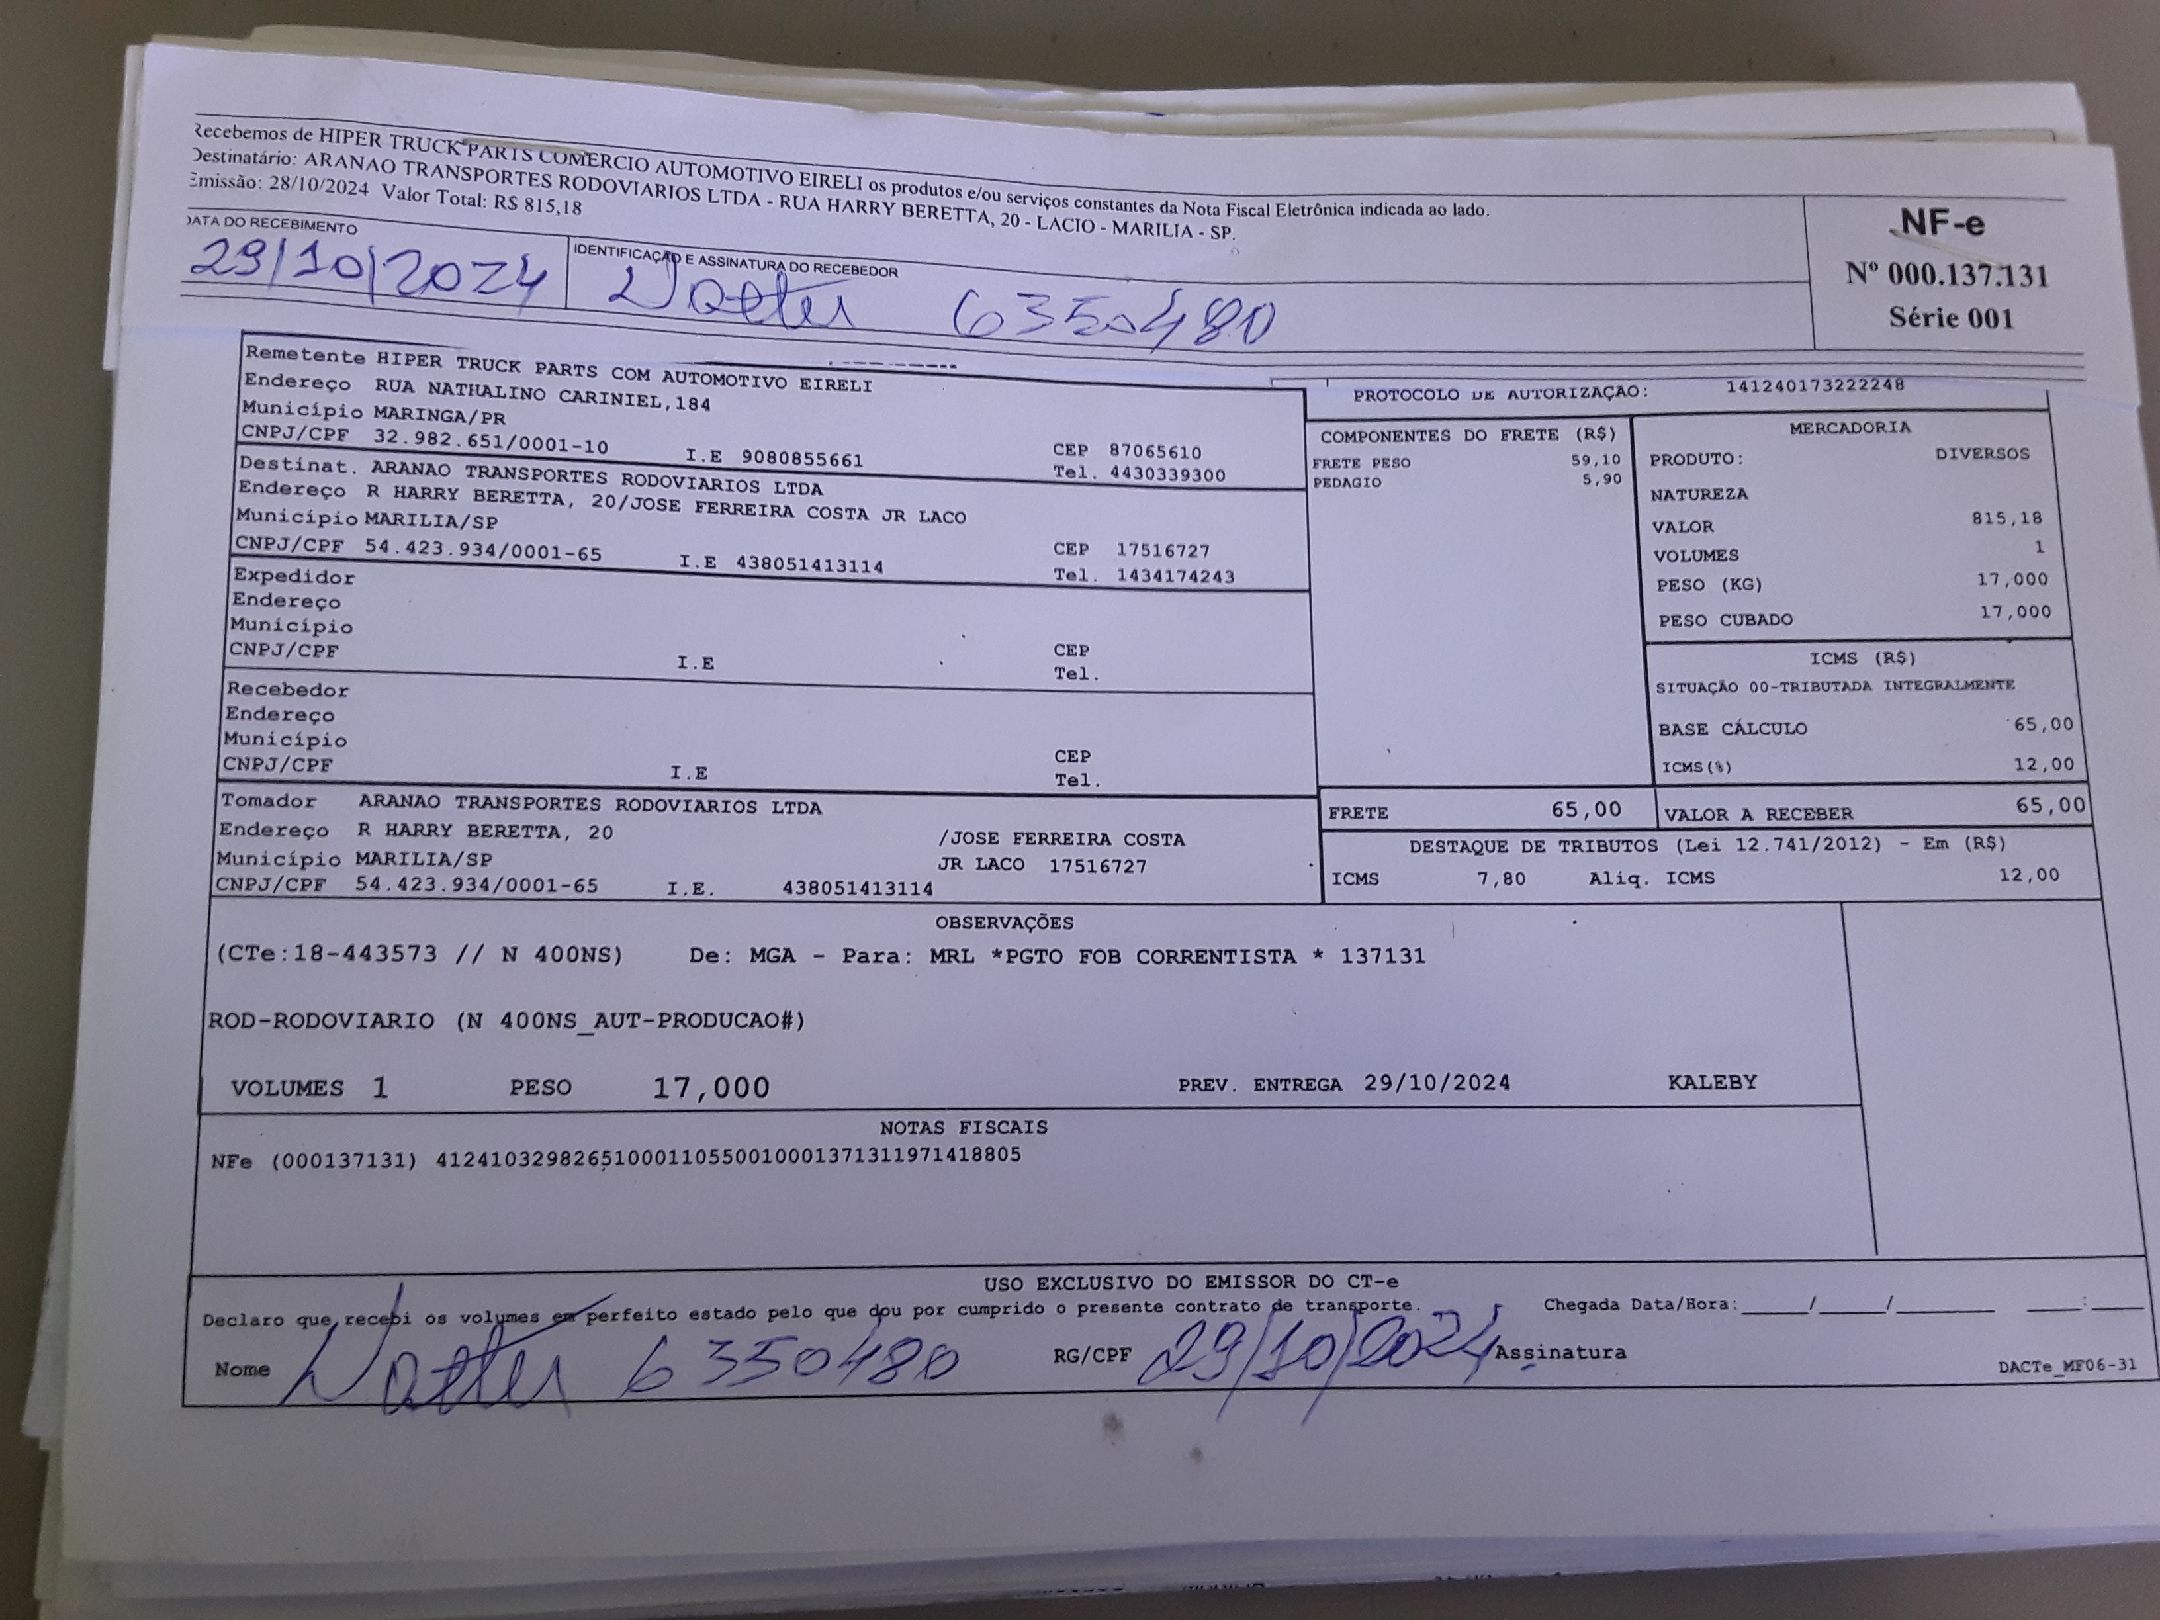 Recebemos de HIPER TRUCK PARTS COMERCIO AUTOMOTIVO EIRELI os produtos e/ou serviços constantes da Nota Fiscal Eletrônica indicada ao lado.
Destinatário: ARANAO TRANSPORTES RODOVIARIOS LTDA - RUA HARRY BERETTA, 20 - LACIO - MARILIA - SP.
Emissão: 28/10/2024 Valor Total: R$ 815,18
NF-e
Nº 000.137.131
Série 001
DATA DO RECEBIMENTO
29/10/2024
IDENTIFICAÇÃO E ASSINATURA DO RECEBEDOR
6350480
Remetente HIPER TRUCK PARTS COM AUTOMOTIVO EIRELI
Endereço RUA NATHALINO CARINIEL,184
Município MARINGA/PR
CNPJ/CPF 32.982.651/0001-10 I.E 9080855661 CEP 87065610
Tel. 4430339300
Destinat. ARANAO TRANSPORTES RODOVIARIOS LTDA
Endereço R HARRY BERETTA, 20/JOSE FERREIRA COSTA JR LACO
Município MARILIA/SP
CNPJ/CPF 54.423.934/0001-65 I.E 438051413114 CEP 17516727
Tel. 1434174243
Expedidor
Endereço
Município
CNPJ/CPF I.E CEP
Tel.
Recebedor
Endereço
Município
CNPJ/CPF I.E CEP
Tel.
Tomador ARANAO TRANSPORTES RODOVIARIOS LTDA
Endereço R HARRY BERETTA, 20 /JOSE FERREIRA COSTA
Município MARILIA/SP JR LACO 17516727
CNPJ/CPF 54.423.934/0001-65 I.E. 438051413114
PROTOCOLO DE AUTORIZAÇÃO: 141240173222248
COMPONENTES DO FRETE (R$)
FRETE PESO 59,10
PEDAGIO 5,90
MERCADORIA
PRODUTO: DIVERSOS
NATUREZA
VALOR 815,18
VOLUMES 1
PESO (KG) 17,000
PESO CUBADO 17,000
ICMS (R$)
SITUAÇÃO 00-TRIBUTADA INTEGRALMENTE
BASE CÁLCULO 65,00
ICMS(%) 12,00
FRETE 65,00 VALOR A RECEBER 65,00
DESTAQUE DE TRIBUTOS (Lei 12.741/2012) - Em (R$)
ICMS 7,80 Aliq. ICMS 12,00
OBSERVAÇÕES
(CTe:18-443573 // N 400NS) De: MGA - Para: MRL *PGTO FOB CORRENTISTA * 137131
ROD-RODOVIARIO (N 400NS_AUT-PRODUCAO#)
VOLUMES 1 PESO 17,000 PREV. ENTREGA 29/10/2024 KALEBY
NOTAS FISCAIS
NFe (000137131) 41241032982651000110550010001371311971418805
USO EXCLUSIVO DO EMISSOR DO CT-e
Declaro que recebi os volumes em perfeito estado pelo que dou por cumprido o presente contrato de transporte. Chegada Data/Hora:_____/_____/________ ___:____
Nome 6350480 RG/CPF 29/10/2024 Assinatura
DACTe_MF06-31